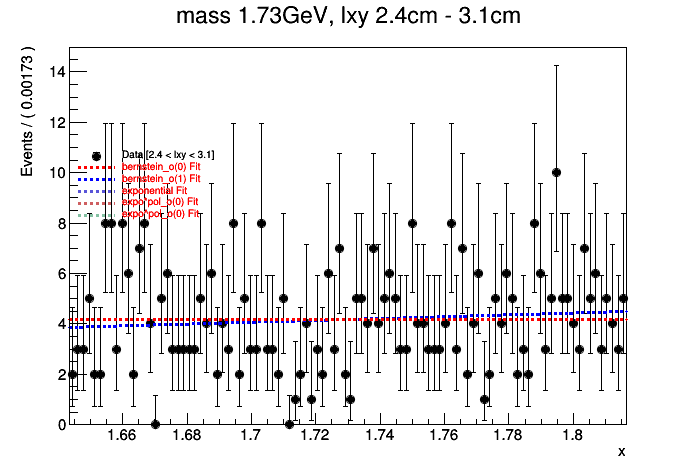 mass 1.73GeV, lxy 2.4cm - 3.1cm
Events / ( 0.00173 )
14
12
10
8
6
4
2
0
Data [2.4 < lxy < 3.1]
bernstein_o(0) Fit
bernstein_o(1) Fit
exponential Fit
expo*pol_o(0) Fit
expo*pol_o(0) Fit
1.66 1.68 1.7 1.72 1.74 1.76 1.78 1.8
x